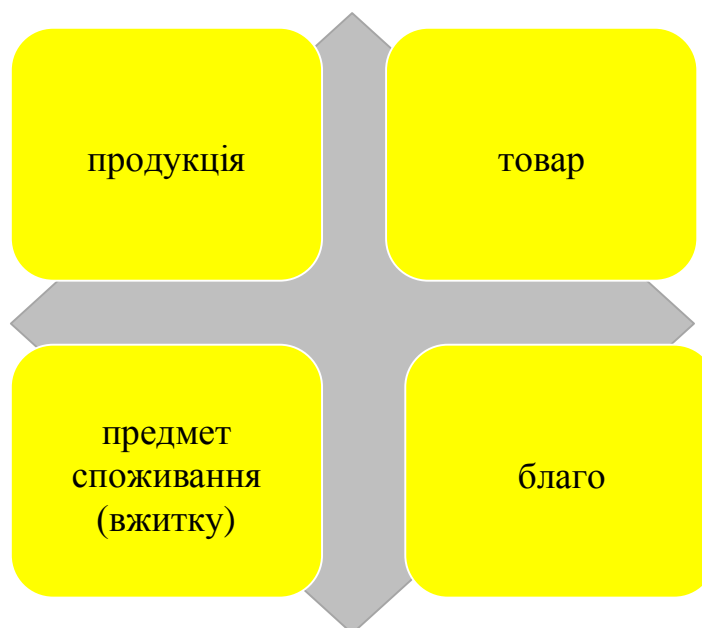 продукція
товар
предмет
споживання
(вжитку)
благо